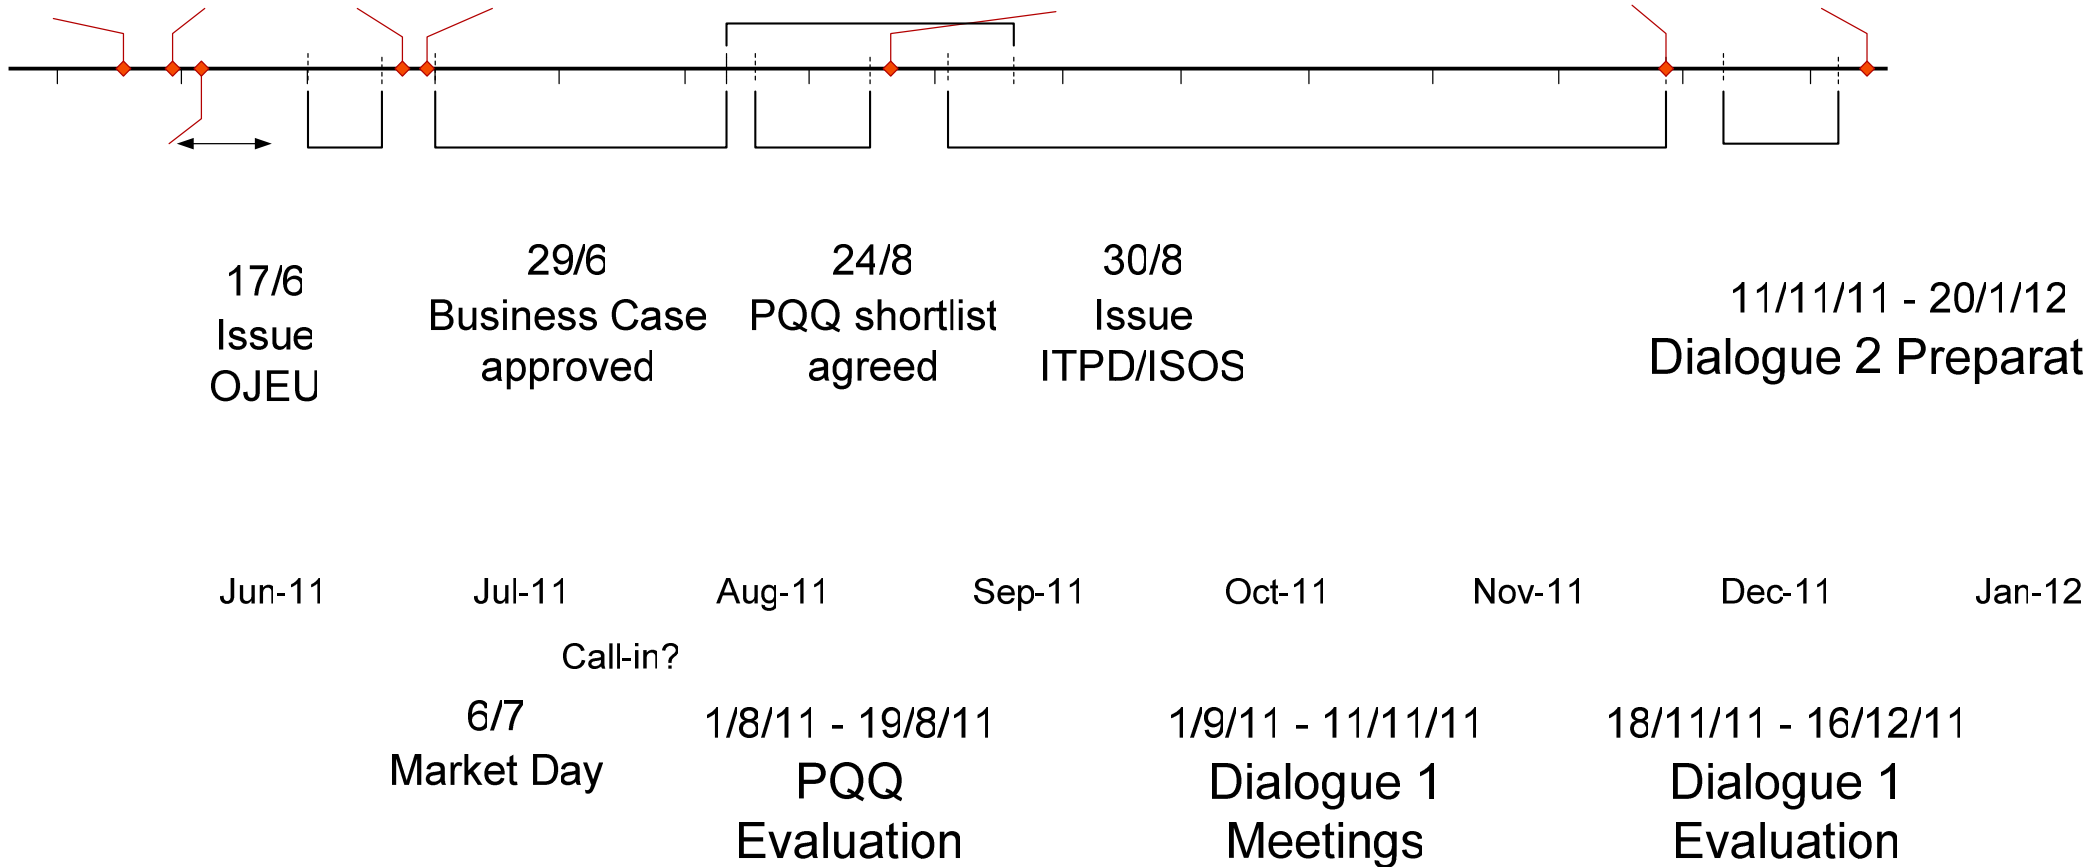 17/6
Issue
OJEU
29/6
Business Case
approved
24/8
PQQ shortlist
agreed
30/8
Issue
ITPD/ISOS
11/11/11 - 20/1/12
Dialogue 2 Preparat
Jun-11
Jul-11
Aug-11
Sep-11
Oct-11
Nov-11
Dec-11
Jan-12
Call-in?
6/7
Market Day
1/8/11 - 19/8/11
PQQ
Evaluation
1/9/11 - 11/11/11
Dialogue 1
Meetings
18/11/11 - 16/12/11
Dialogue 1
Evaluation